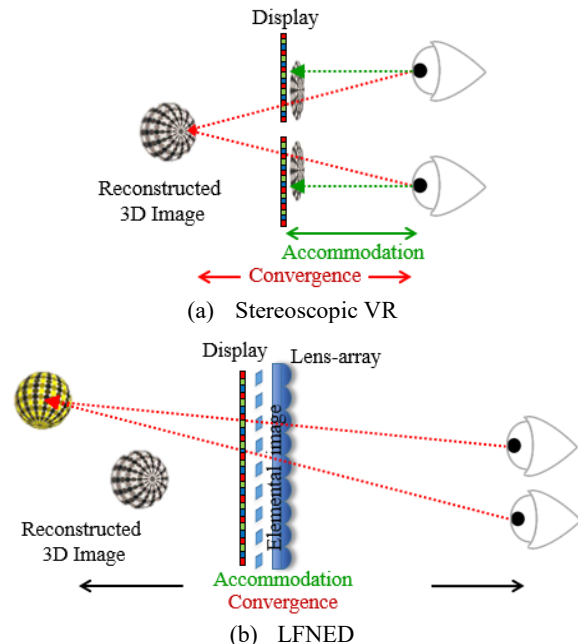 Display
Reconstructed
3D Image
Accommodation
Convergence
(a) Stereoscopic VR
Display
Lens-array
Elemental image
Reconstructed
3D Image
Accommodation
Convergence
(b) LFNED